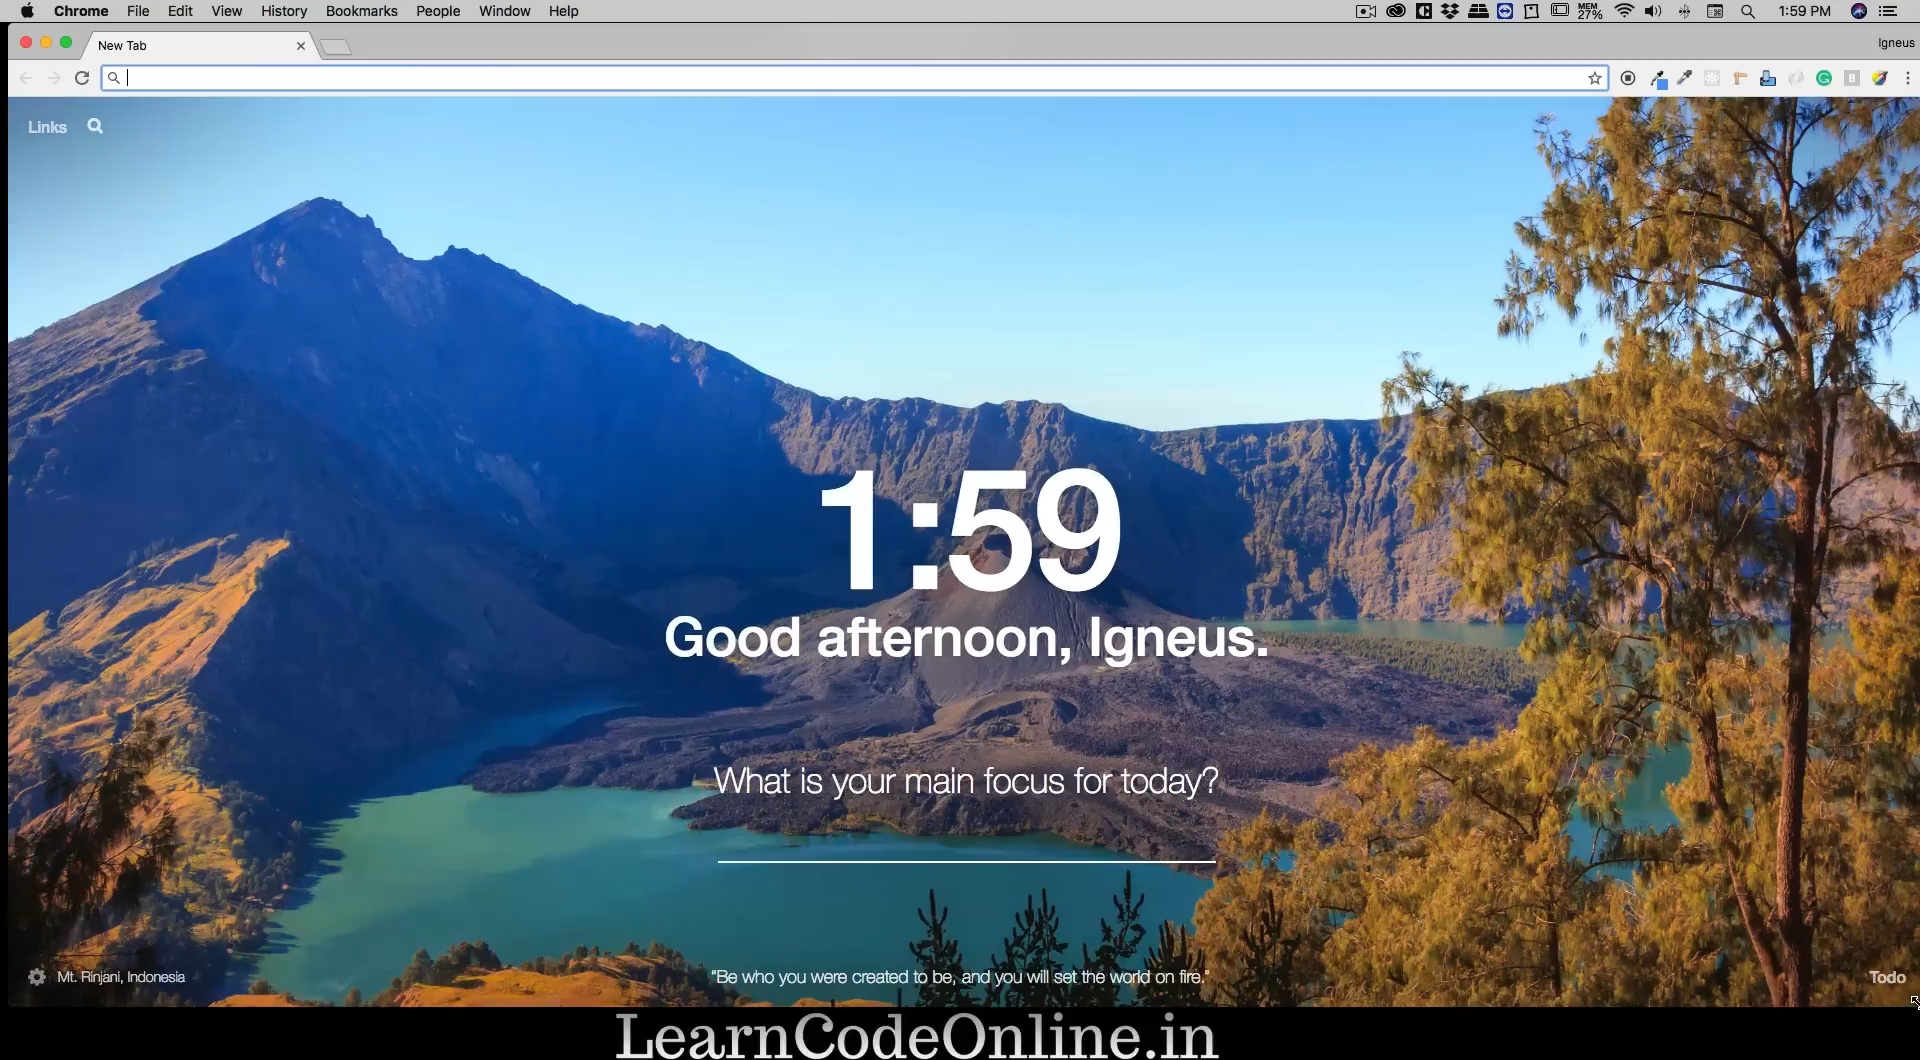 Chrome File Edit View History Bookmarks People Window Help MEM 27% 1:59 PM
New Tab Igneus
Links
1:59
Good afternoon, Igneus.
What is your main focus for today?
Mt. Rinjani, Indonesia
"Be who you were created to be, and you will set the world on fire."
Todo
LearnCodeOnline.in